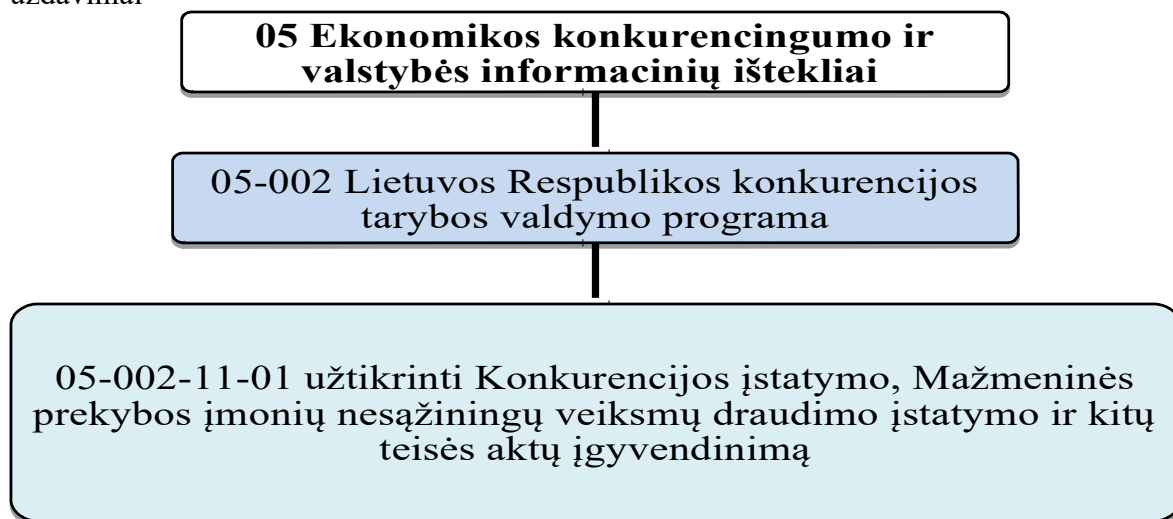 uždaviniai
05 Ekonomikos konkurencingumo ir
valstybės informacinių ištekliai
05-002 Lietuvos Respublikos konkurencijos
tarybos valdymo programa
05-002-11-01 užtikrinti Konkurencijos įstatymo, Mažmeninės
prekybos įmonių nesąžiningų veiksmų draudimo įstatymo ir kitų
teisės aktų įgyvendinimą